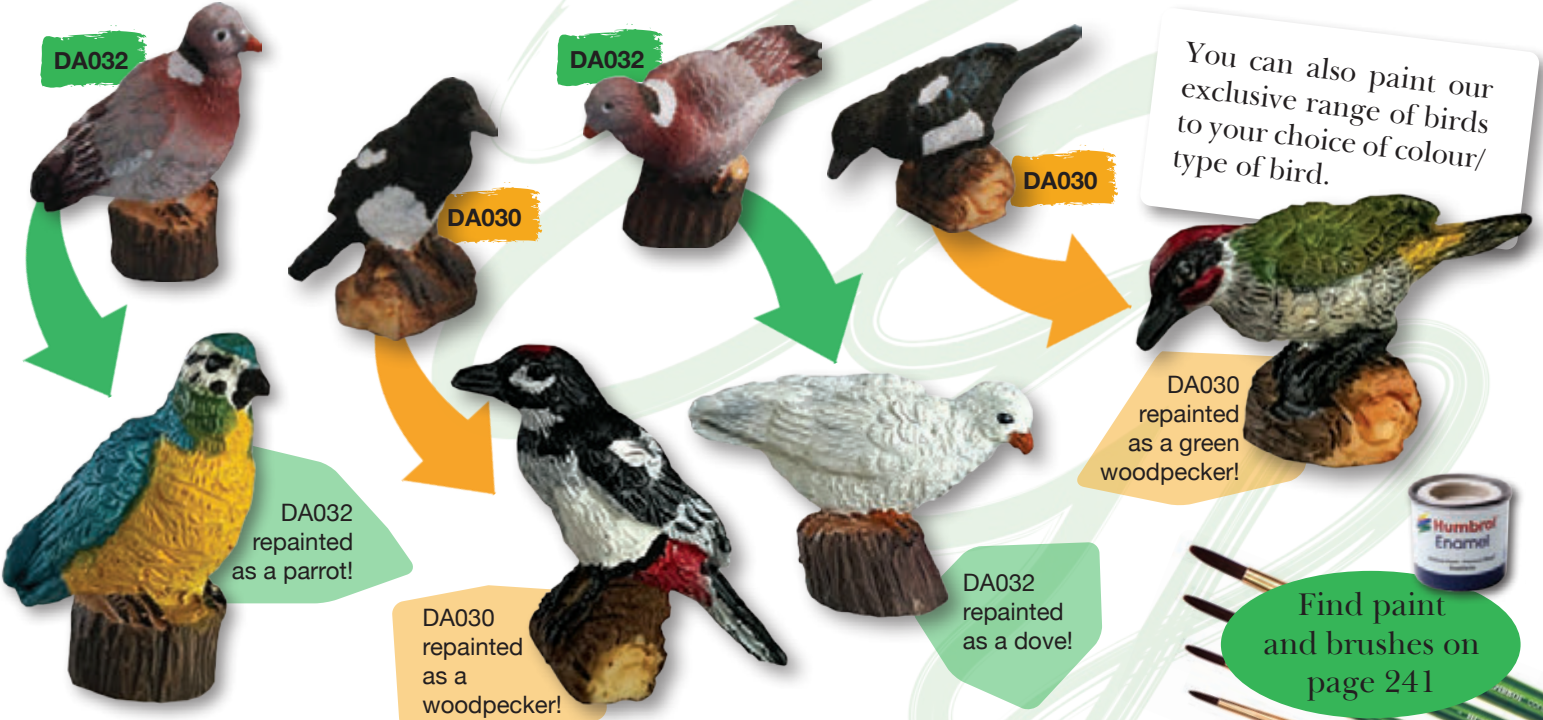 DA032
DA030
DA032
DA030
You can also paint our
exclusive range of birds
to your choice of colour/
type of bird.
DA032
repainted
as a parrot!
DA030
repainted
as a
woodpecker!
DA032
repainted
as a dove!
DA030
repainted
as a green
woodpecker!
Humbrol
Enamel
Find paint
and brushes on
page 241